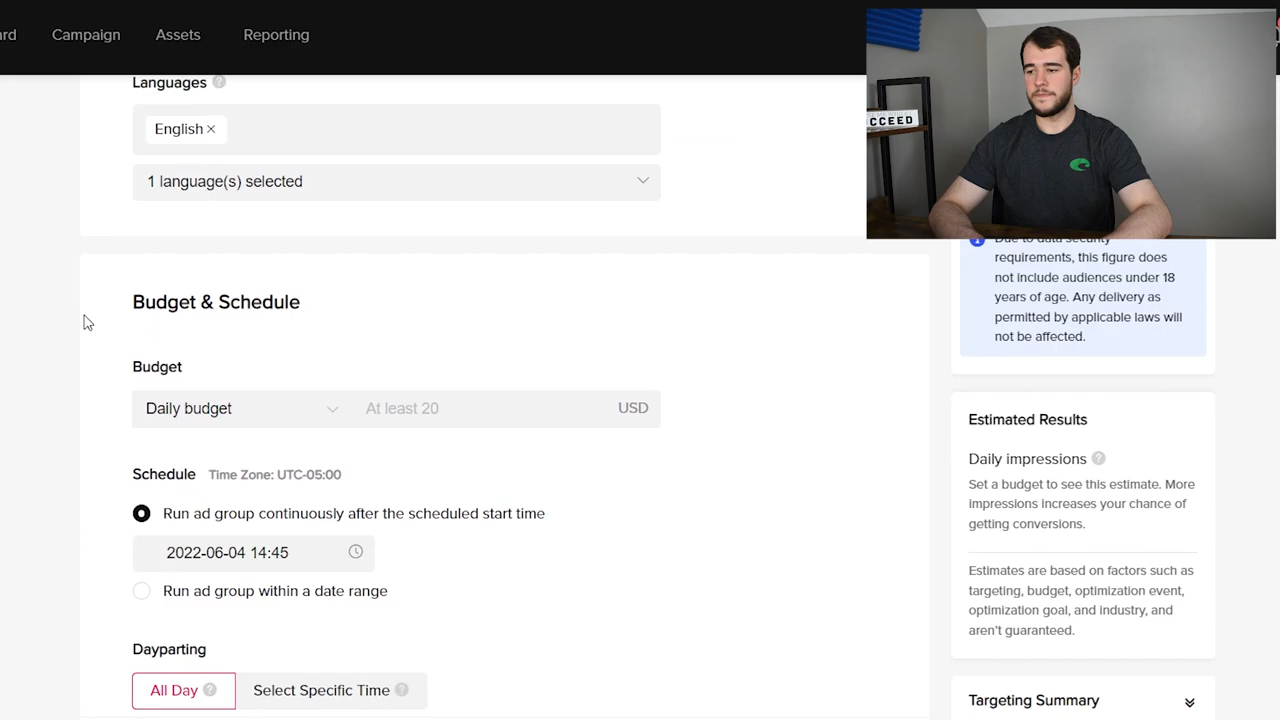 Campaign
Assets
Reporting
CCEED
Languages
English ×
1 language(s) selected
Due to data security
requirements, this figure does
not include audiences under 18
years of age. Any delivery as
permitted by applicable laws will
not be affected.
Budget & Schedule
Budget
Daily budget At least 20 USD
Schedule Time Zone: UTC-05:00
Run ad group continuously after the scheduled start time
2022-06-04 14:45
Run ad group within a date range
Dayparting
All Day Select Specific Time
Estimated Results
Daily impressions
Set a budget to see this estimate. More
impressions increases your chance of
getting conversions.
Estimates are based on factors such as
targeting, budget, optimization event,
optimization goal, and industry, and
aren't guaranteed.
Targeting Summary